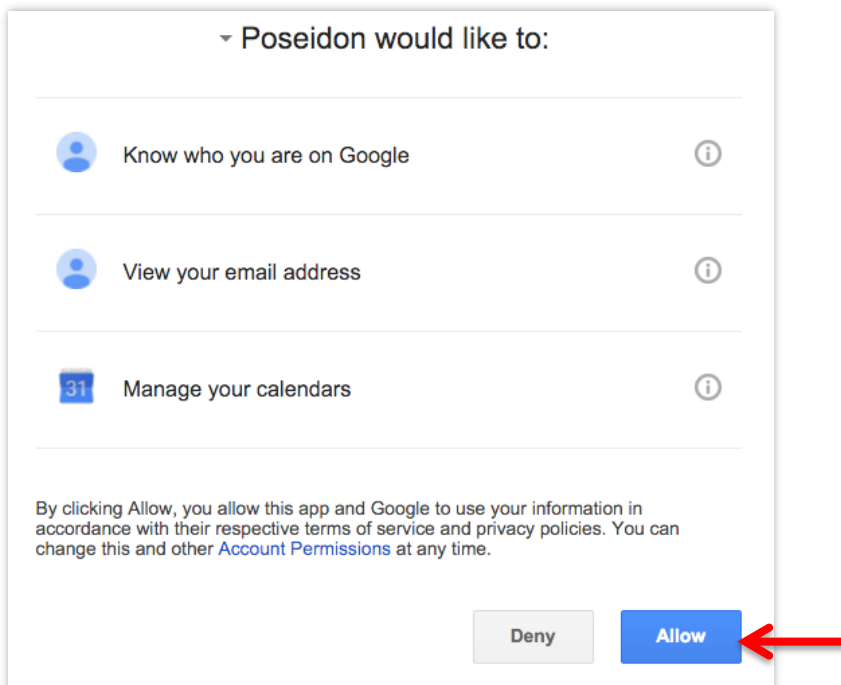 Poseidon would like to:
Know who you are on Google
View your email address
31
Manage your calendars
By clicking Allow, you allow this app and Google to use your information in
accordance with their respective terms of service and privacy policies. You can
change this and other Account Permissions at any time.
Deny
Allow